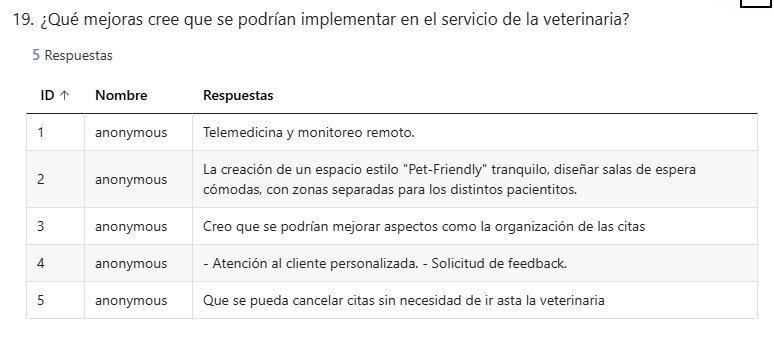 19. ¿Qué mejoras cree que se podrían implementar en el servicio de la veterinaria?
5 Respuestas
ID ↑ Nombre Respuestas
1 anonymous Telemedicina y monitoreo remoto.
2 anonymous La creación de un espacio estilo "Pet-Friendly" tranquilo, diseñar salas de espera
cómodas, con zonas separadas para los distintos pacientitos.
3 anonymous Creo que se podrían mejorar aspectos como la organización de las citas
4 anonymous - Atención al cliente personalizada. - Solicitud de feedback.
5 anonymous Que se pueda cancelar citas sin necesidad de ir asta la veterinaria